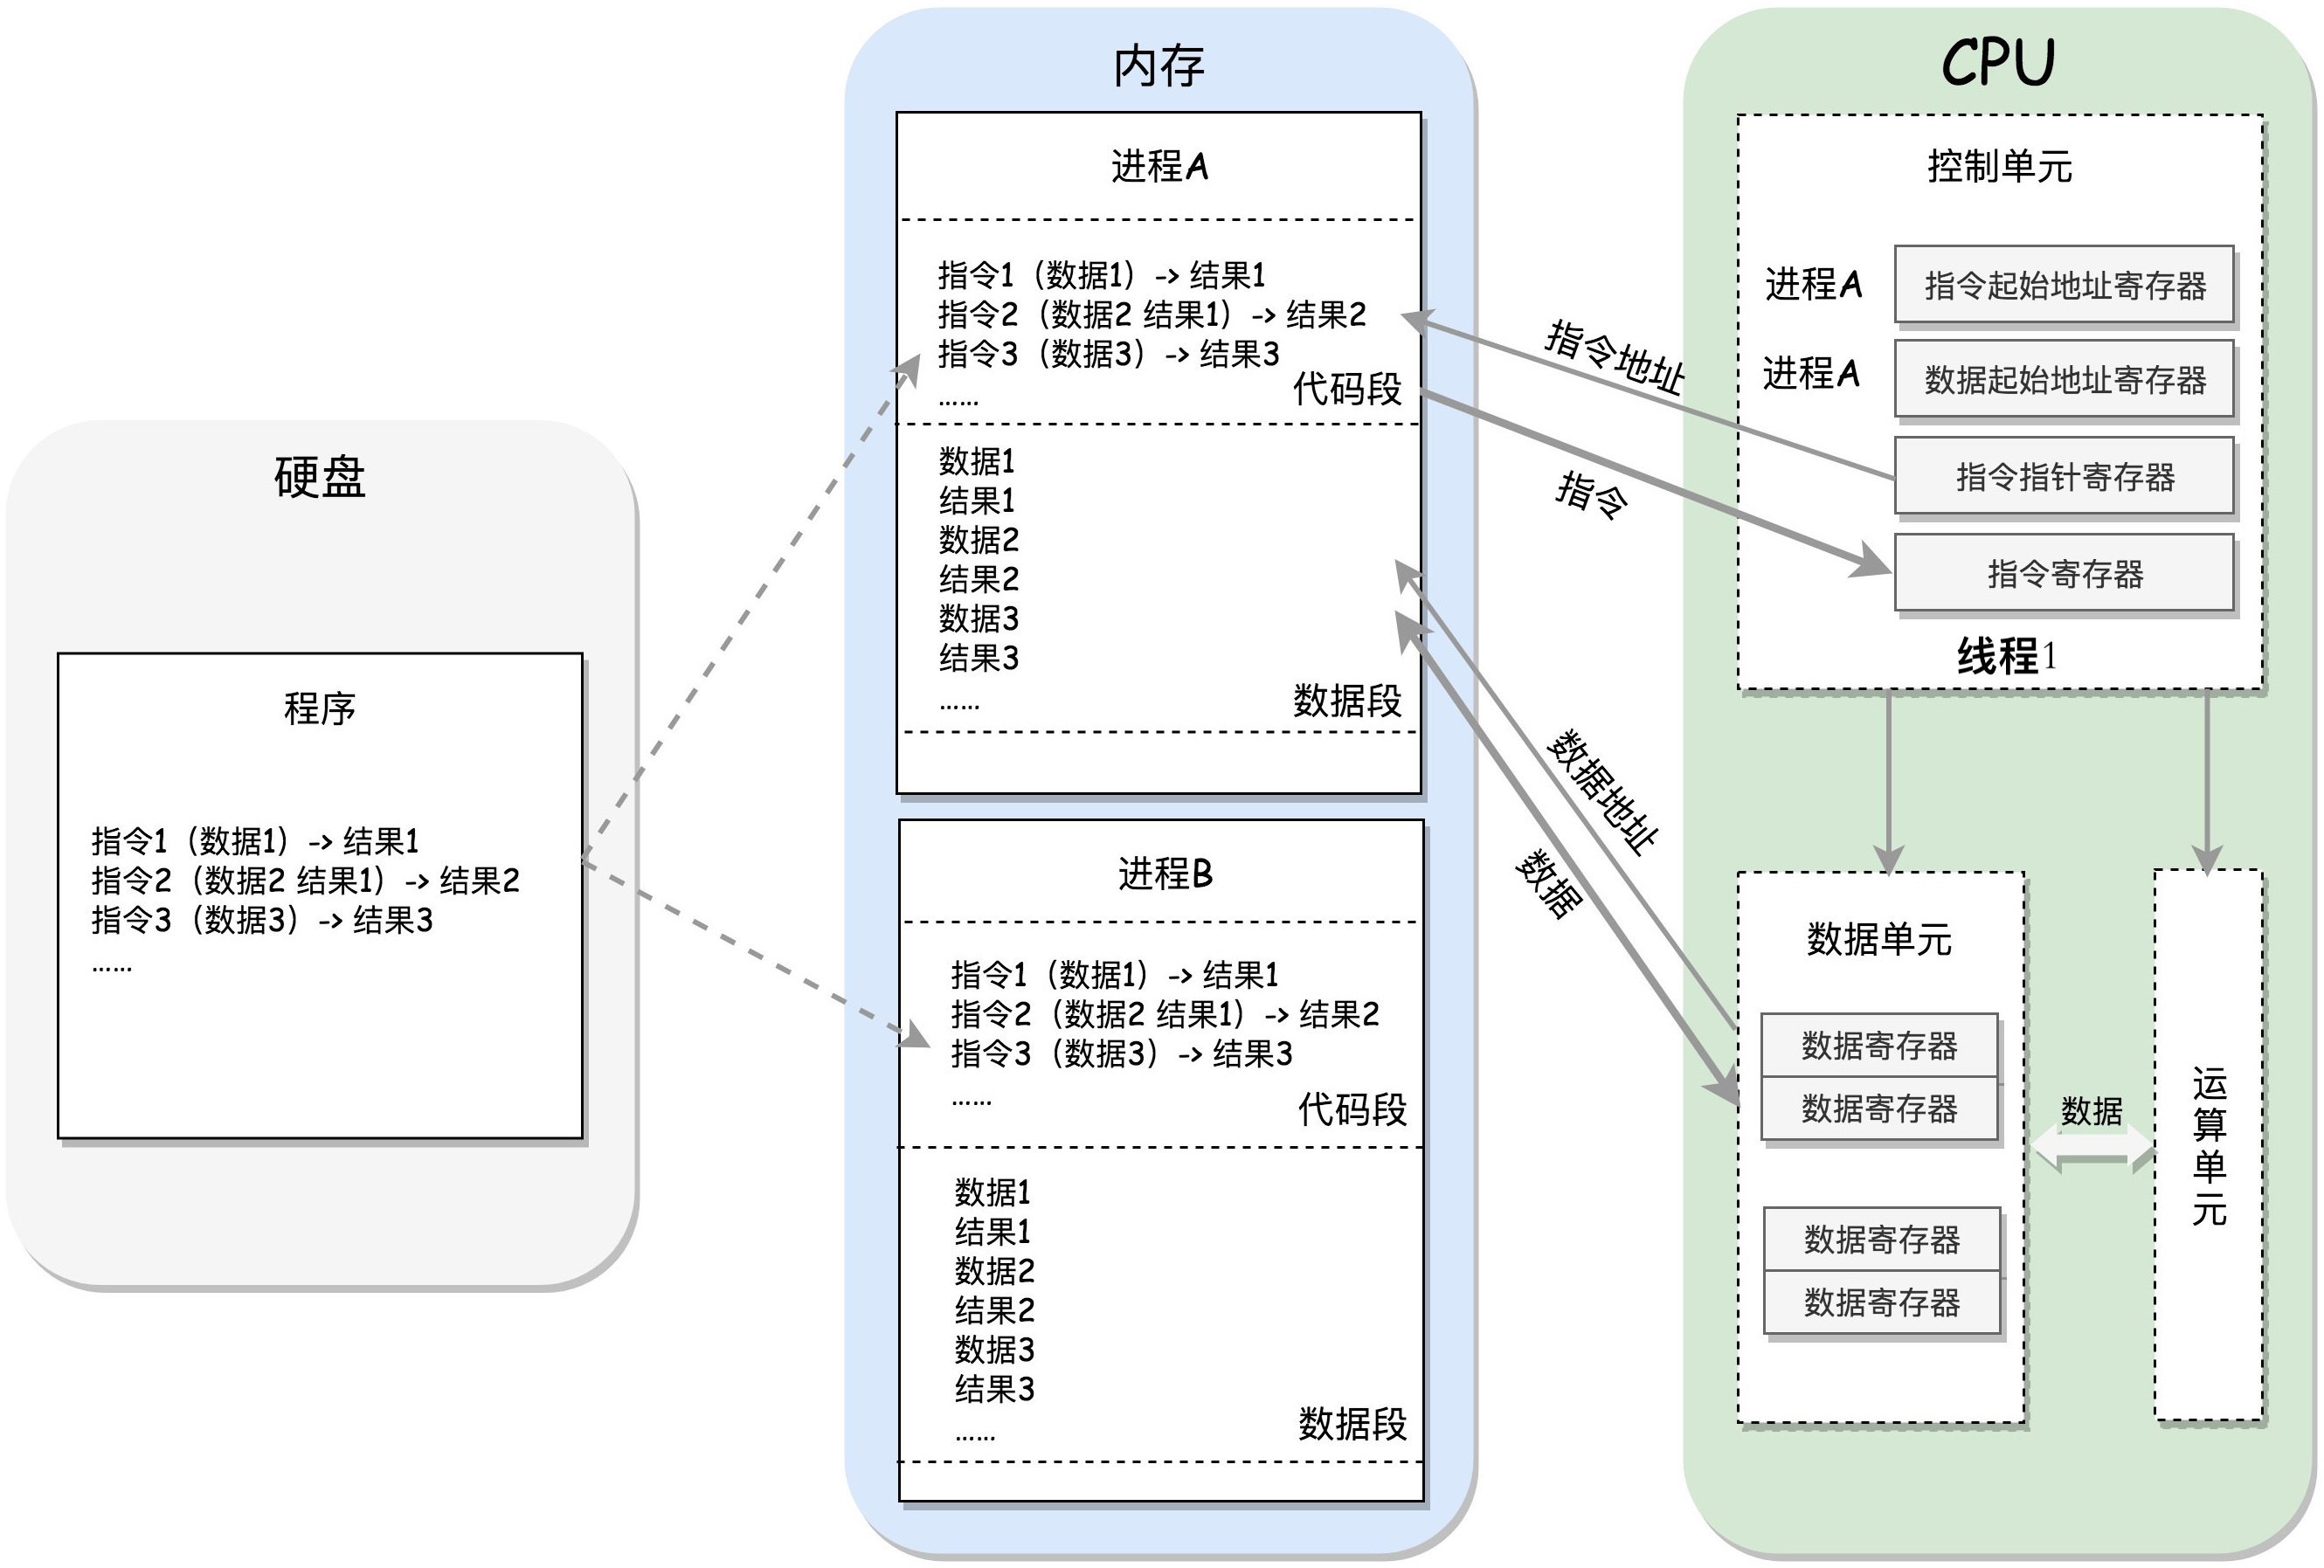 硬盘
程序
指令1（数据1）-> 结果1
指令2（数据2 结果1）-> 结果2
指令3（数据3）-> 结果3
……
内存
进程A
指令1（数据1）-> 结果1
指令2（数据2 结果1）-> 结果2
指令3（数据3）-> 结果3
……
代码段
数据1
结果1
数据2
结果2
数据3
结果3
……
数据段
进程B
指令1（数据1）-> 结果1
指令2（数据2 结果1）-> 结果2
指令3（数据3）-> 结果3
……
代码段
数据1
结果1
数据2
结果2
数据3
结果3
……
数据段
指令地址
指令
数据地址
数据
CPU
控制单元
进程A
指令起始地址寄存器
进程A
数据起始地址寄存器
指令指针寄存器
指令寄存器
线程1
数据单元
数据寄存器
数据寄存器
数据寄存器
数据寄存器
数据
运算单元